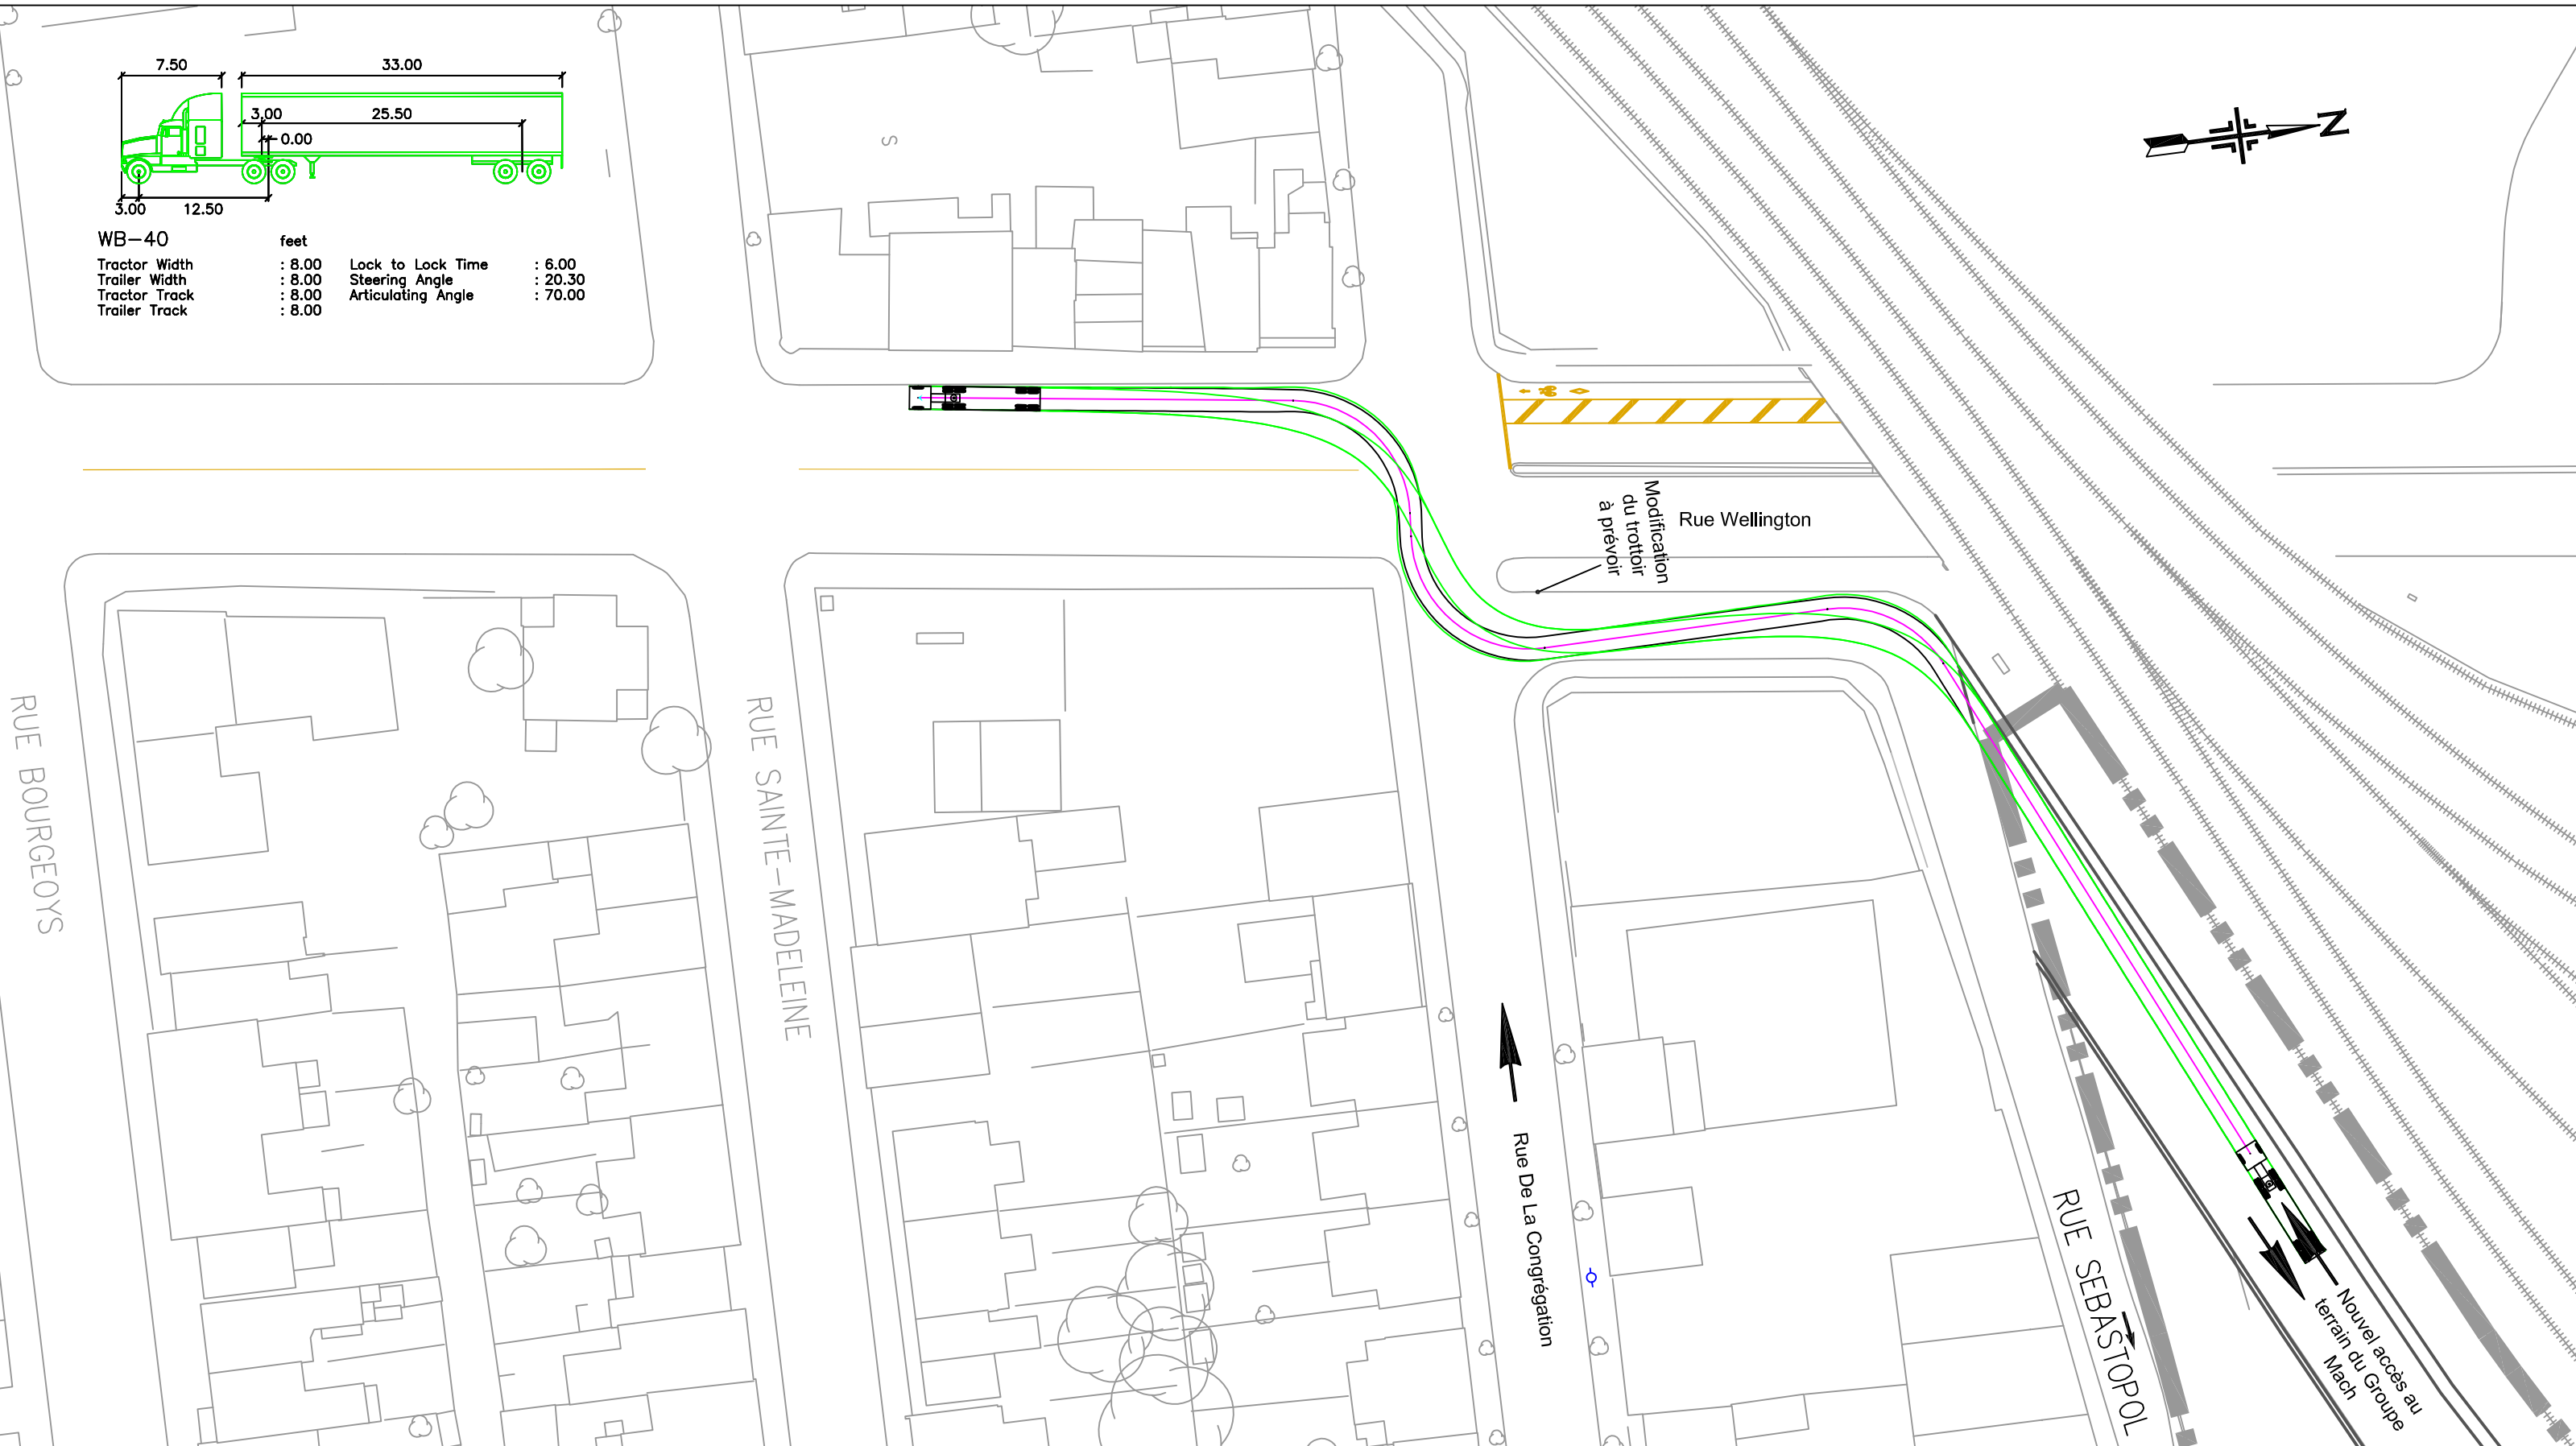 7.50
33.00
3.00
25.50
0.00
3.00
12.50
WB-40
feet
Tractor Width : 8.00 Lock to Lock Time : 6.00
Trailer Width : 8.00 Steering Angle : 20.30
Tractor Track : 8.00 Articulating Angle : 70.00
Trailer Track : 8.00
S
N
Modification
du trottoir
à prévoir
Rue Wellington
RUE BOURGEOYS
RUE SAINTE-MADELEINE
Rue De La Congrégation
RUE SEBASTOPOL
Nouvel accès au
terrain du Groupe
Mach